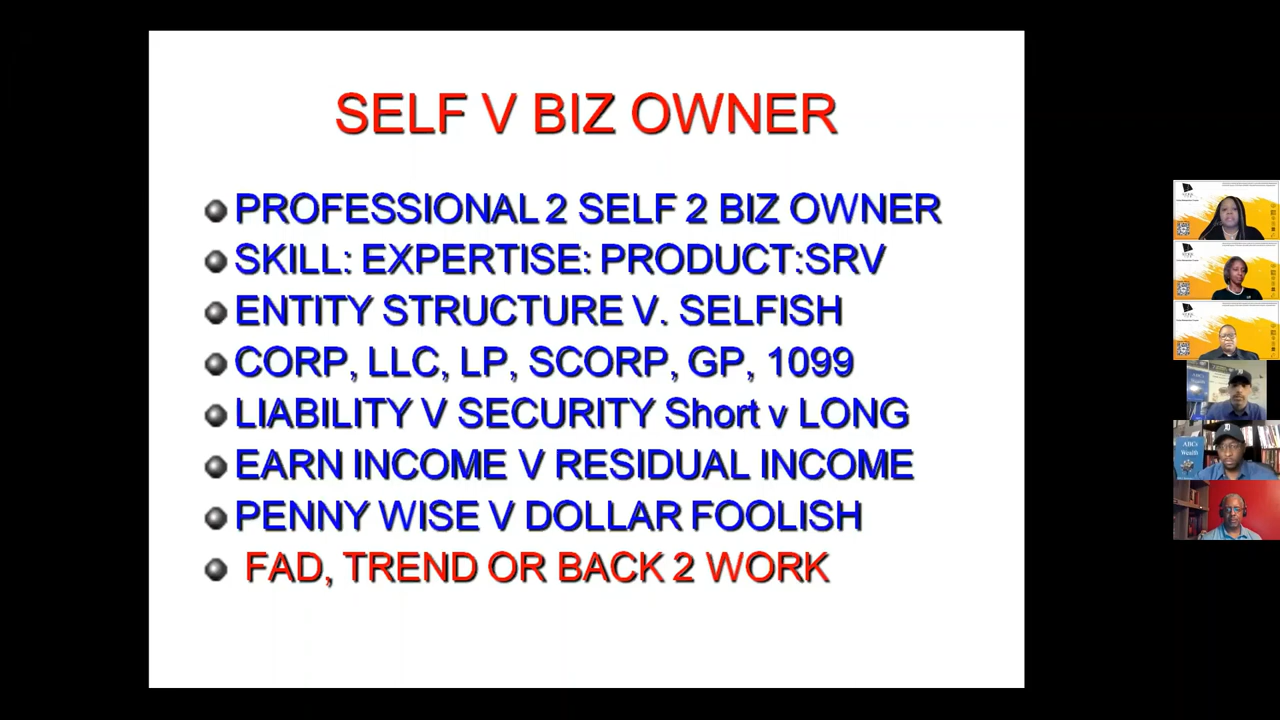 SELF V BIZ OWNER
PROFESSIONAL 2 SELF 2 BIZ OWNER
SKILL: EXPERTISE: PRODUCT:SRV
ENTITY STRUCTURE V. SELFISH
CORP, LLC, LP, SCORP, GP, 1099
LIABILITY V SECURITY Short v LONG
EARN INCOME V RESIDUAL INCOME
PENNY WISE V DOLLAR FOOLISH
FAD, TREND OR BACK 2 WORK
ABCs
Wealth